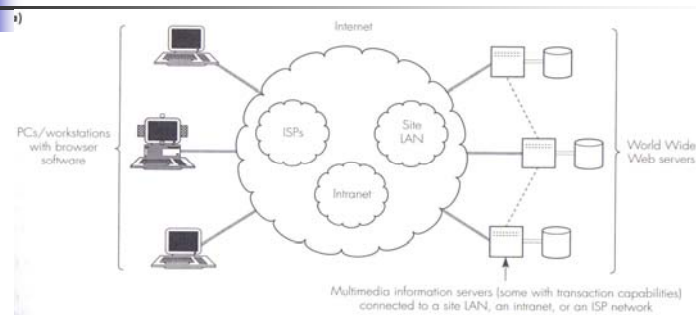 )
Internet
PCs/workstations
with browser
software
ISPs
Site
LAN
Intranet
World Wide
Web servers
Multimedia information servers (some with transaction capabilities)
connected to a site LAN, an intranet, or an ISP network